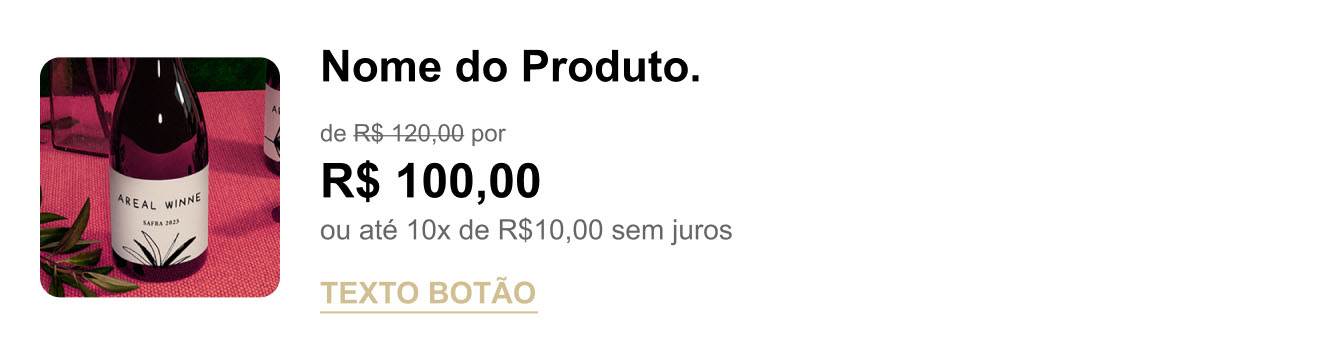 AREAL WINNE
SAFRA 2023
Nome do Produto.
de R$ 120,00 por
R$ 100,00
ou até 10x de R$10,00 sem juros
TEXTO BOTÃO